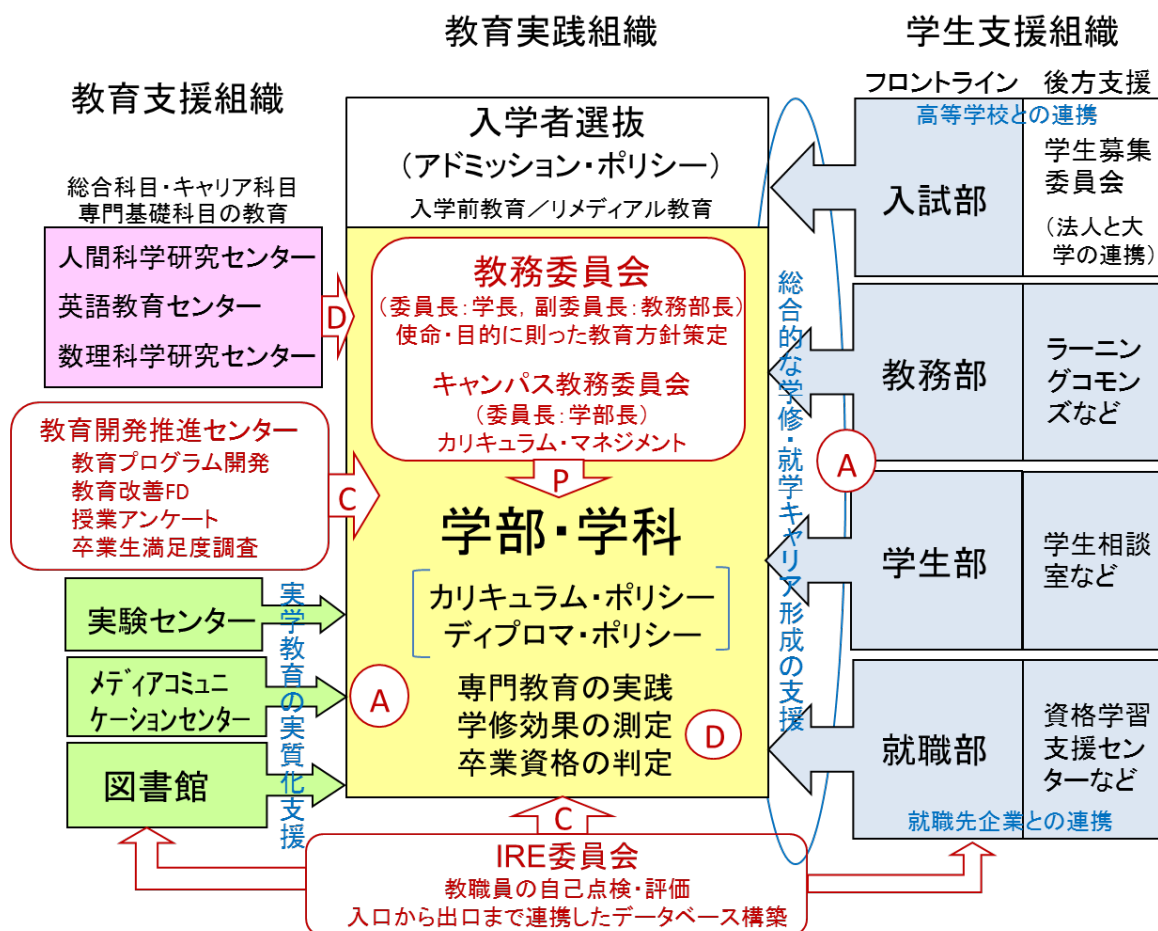 教育支援組織
総合科目・キャリア科目
専門基礎科目の教育
人間科学研究センター
英語教育センター
数理科学研究センター
D
教育開発推進センター
教育プログラム開発
教育改善FD
授業アンケート
卒業生満足度調査
C
実験センター
メディアコミュニ
ケーションセンター
図書館
実学教育の実質化支援
教育実践組織
入学者選抜
（アドミッション・ポリシー）
入学前教育／リメディアル教育
教務委員会
（委員長：学長，副委員長：教務部長）
使命・目的に則った教育方針策定
キャンパス教務委員会
（委員長：学部長）
カリキュラム・マネジメント
P
学部・学科
カリキュラム・ポリシー
ディプロマ・ポリシー
A
専門教育の実践
学修効果の測定
卒業資格の判定
D
C
IRE委員会
教職員の自己点検・評価
入口から出口まで連携したデータベース構築
総合的な学修・就学キャリア形成の支援
A
学生支援組織
フロントライン
後方支援
高等学校との連携
入試部
学生募集
委員会
（法人と大
学の連携）
教務部
ラーニン
グコモン
ズなど
学生部
学生相談
室など
就職部
資格学習
支援セン
ターなど
就職先企業との連携